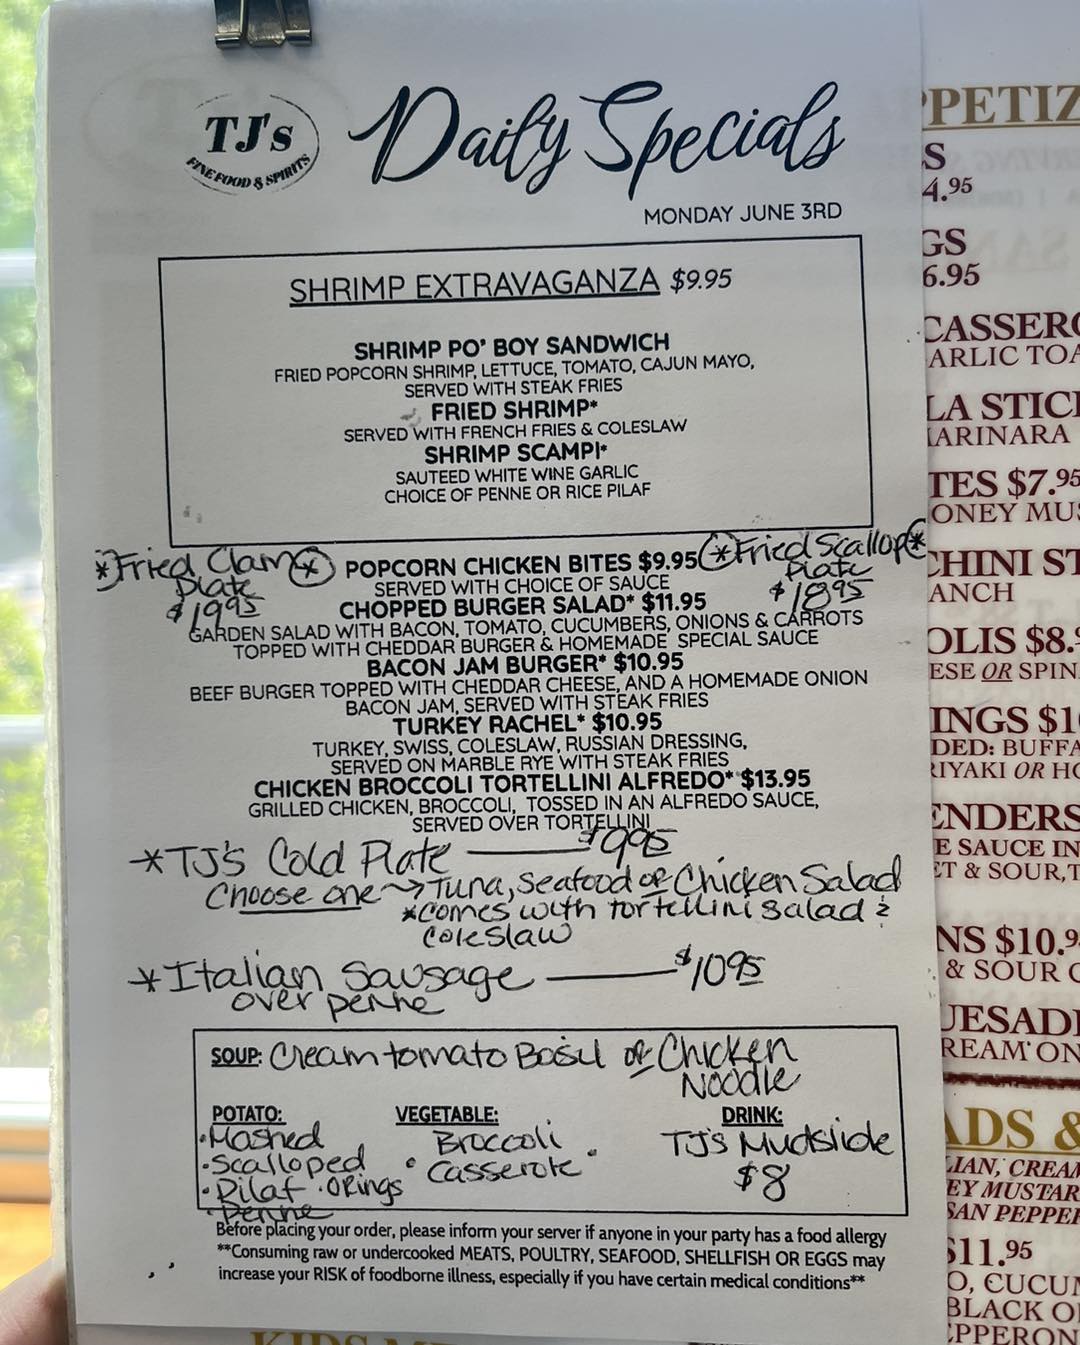 TJ's
FINE FOOD & SPIRITS
Daily Specials
MONDAY JUNE 3RD
SHRIMP EXTRAVAGANZA $9.95
SHRIMP PO' BOY SANDWICH
FRIED POPCORN SHRIMP, LETTUCE, TOMATO, CAJUN MAYO,
SERVED WITH STEAK FRIES
FRIED SHRIMP*
SERVED WITH FRENCH FRIES & COLESLAW
SHRIMP SCAMPI*
SAUTEED WHITE WINE GARLIC
CHOICE OF PENNE OR RICE PILAF
*Fried Clam*
Plate
$19.95
*Fried Scallop*
Plate
$18.95
POPCORN CHICKEN BITES $9.95
SERVED WITH CHOICE OF SAUCE
CHOPPED BURGER SALAD* $11.95
GARDEN SALAD WITH BACON, TOMATO, CUCUMBERS, ONIONS & CARROTS
TOPPED WITH CHEDDAR BURGER & HOMEMADE SPECIAL SAUCE
BACON JAM BURGER* $10.95
BEEF BURGER TOPPED WITH CHEDDAR CHEESE, AND A HOMEMADE ONION
BACON JAM, SERVED WITH STEAK FRIES
TURKEY RACHEL* $10.95
TURKEY, SWISS, COLESLAW, RUSSIAN DRESSING,
SERVED ON MARBLE RYE WITH STEAK FRIES
CHICKEN BROCCOLI TORTELLINI ALFREDO* $13.95
GRILLED CHICKEN, BROCCOLI, TOSSED IN AN ALFREDO SAUCE,
SERVED OVER TORTELLINI
*TJ's Cold Plate — $9.95
Choose one → Tuna, Seafood or Chicken Salad
*comes with tortellini salad &
coleslaw
*Italian Sausage — $10.95
over penne
SOUP: Cream tomato Basil or Chicken
Noodle
POTATO:
•Mashed
•Scalloped
•Pilaf •O Rings
•Penne
VEGETABLE:
Broccoli
•Casserole•
DRINK:
TJ's Mudslide
$8
Before placing your order, please inform your server if anyone in your party has a food allergy
**Consuming raw or undercooked MEATS, POULTRY, SEAFOOD, SHELLFISH OR EGGS may
increase your RISK of foodborne illness, especially if you have certain medical conditions**
PPETIZ
S
4.95
GS
6.95
CASSERO
ARLIC TOA
LA STICK
MARINARA
TES $7.95
ONEY MUS
CHINI ST
ANCH
OLIS $8.9
ESE OR SPIN
INGS $1
DED: BUFFA
RIYAKI OR HO
ENDERS
E SAUCE IN
ET & SOUR, T
NS $10.9
& SOUR C
UESADI
REAM ON
ADS &
LIAN, CREAM
EY MUSTAR
SAN PEPPER
$11.95
O, CUCUM
BLACK O
EPPERON
KIDS ME